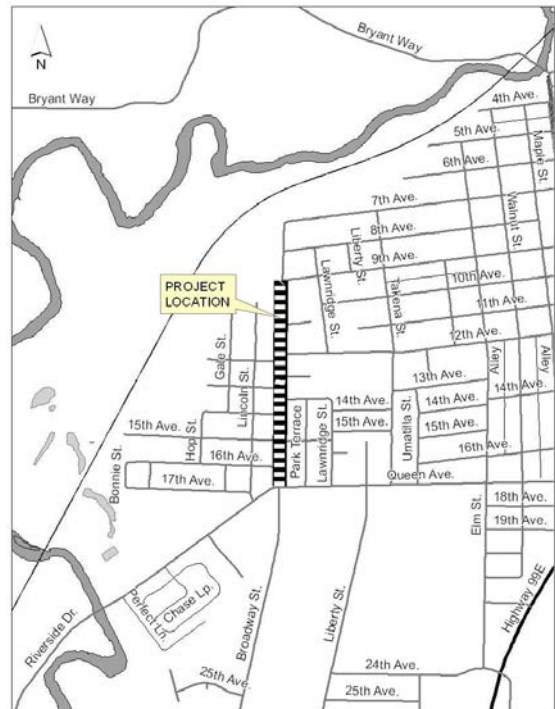 Bryant Way
Bryant Way
N
4th Ave.
5th Ave.
6th Ave.
Maple St.
7th Ave.
8th Ave.
Walnut St.
Liberty St.
9th Ave.
Lawnridge St.
Takena St.
10th Ave.
PROJECT
LOCATION
11th Ave.
12th Ave.
Gale St.
Lincoln St.
Alley
Alley
13th Ave.
14th Ave.
14th Ave.
14th Ave.
Park Terrace
Lawnridge St.
Umatilla St.
15th Ave.
15th Ave.
15th Ave.
Hop St.
16th Ave.
16th Ave.
Bonnie St.
17th Ave.
Queen Ave.
18th Ave.
Elm St.
19th Ave.
Highway 99E
Perfect Ln.
Chase Lp.
Riverside Dr.
Broadway St.
Liberty St.
24th Ave.
25th Ave.
25th Ave.